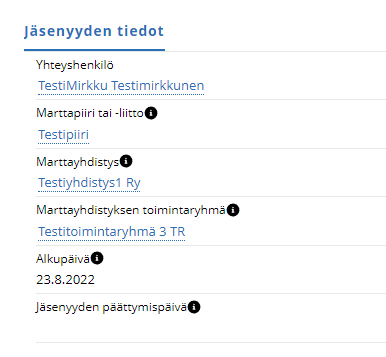 Jäsenyyden tiedot
Yhteyshenkilö
TestiMirkku Testimirkkunen
Marttapiiri tai -liitto
Testipiiri
Marttayhdistys
Testiyhdistys1 Ry
Marttayhdistyksen toimintaryhmä
Testitoimintaryhmä 3 TR
Alkupäivä
23.8.2022
Jäsenyyden päättymispäivä